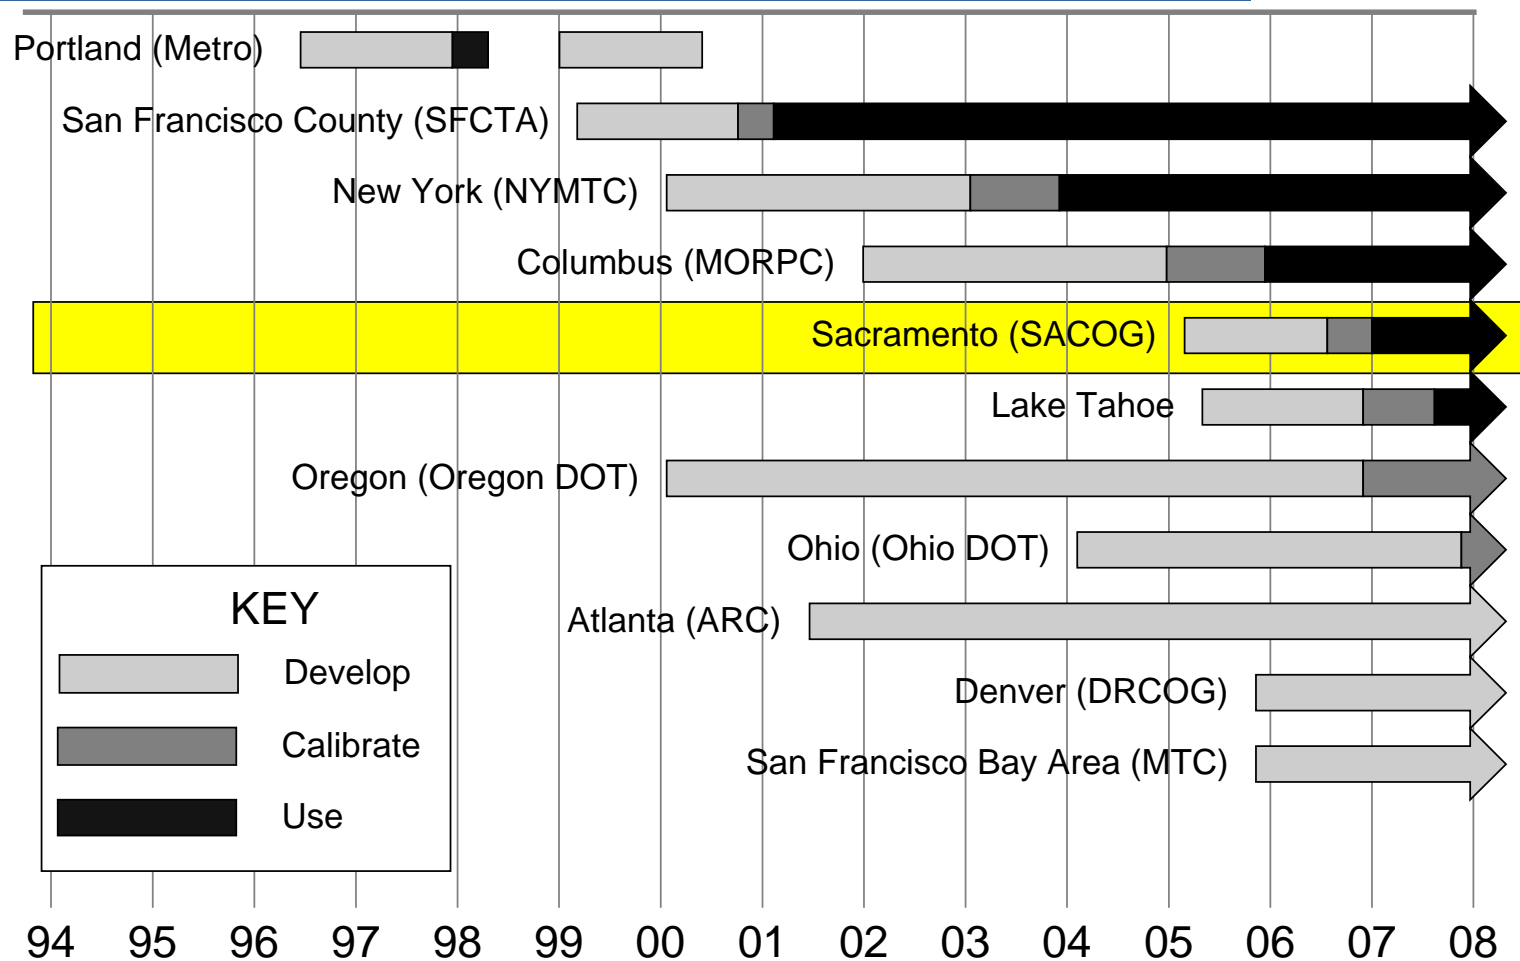 Portland (Metro)
San Francisco County (SFCTA)
New York (NYMTC)
Columbus (MORPC)
Sacramento (SACOG)
Lake Tahoe
Oregon (Oregon DOT)
Ohio (Ohio DOT)
Atlanta (ARC)
Denver (DRCOG)
San Francisco Bay Area (MTC)
KEY
Develop
Calibrate
Use
94 95 96 97 98 99 00 01 02 03 04 05 06 07 08